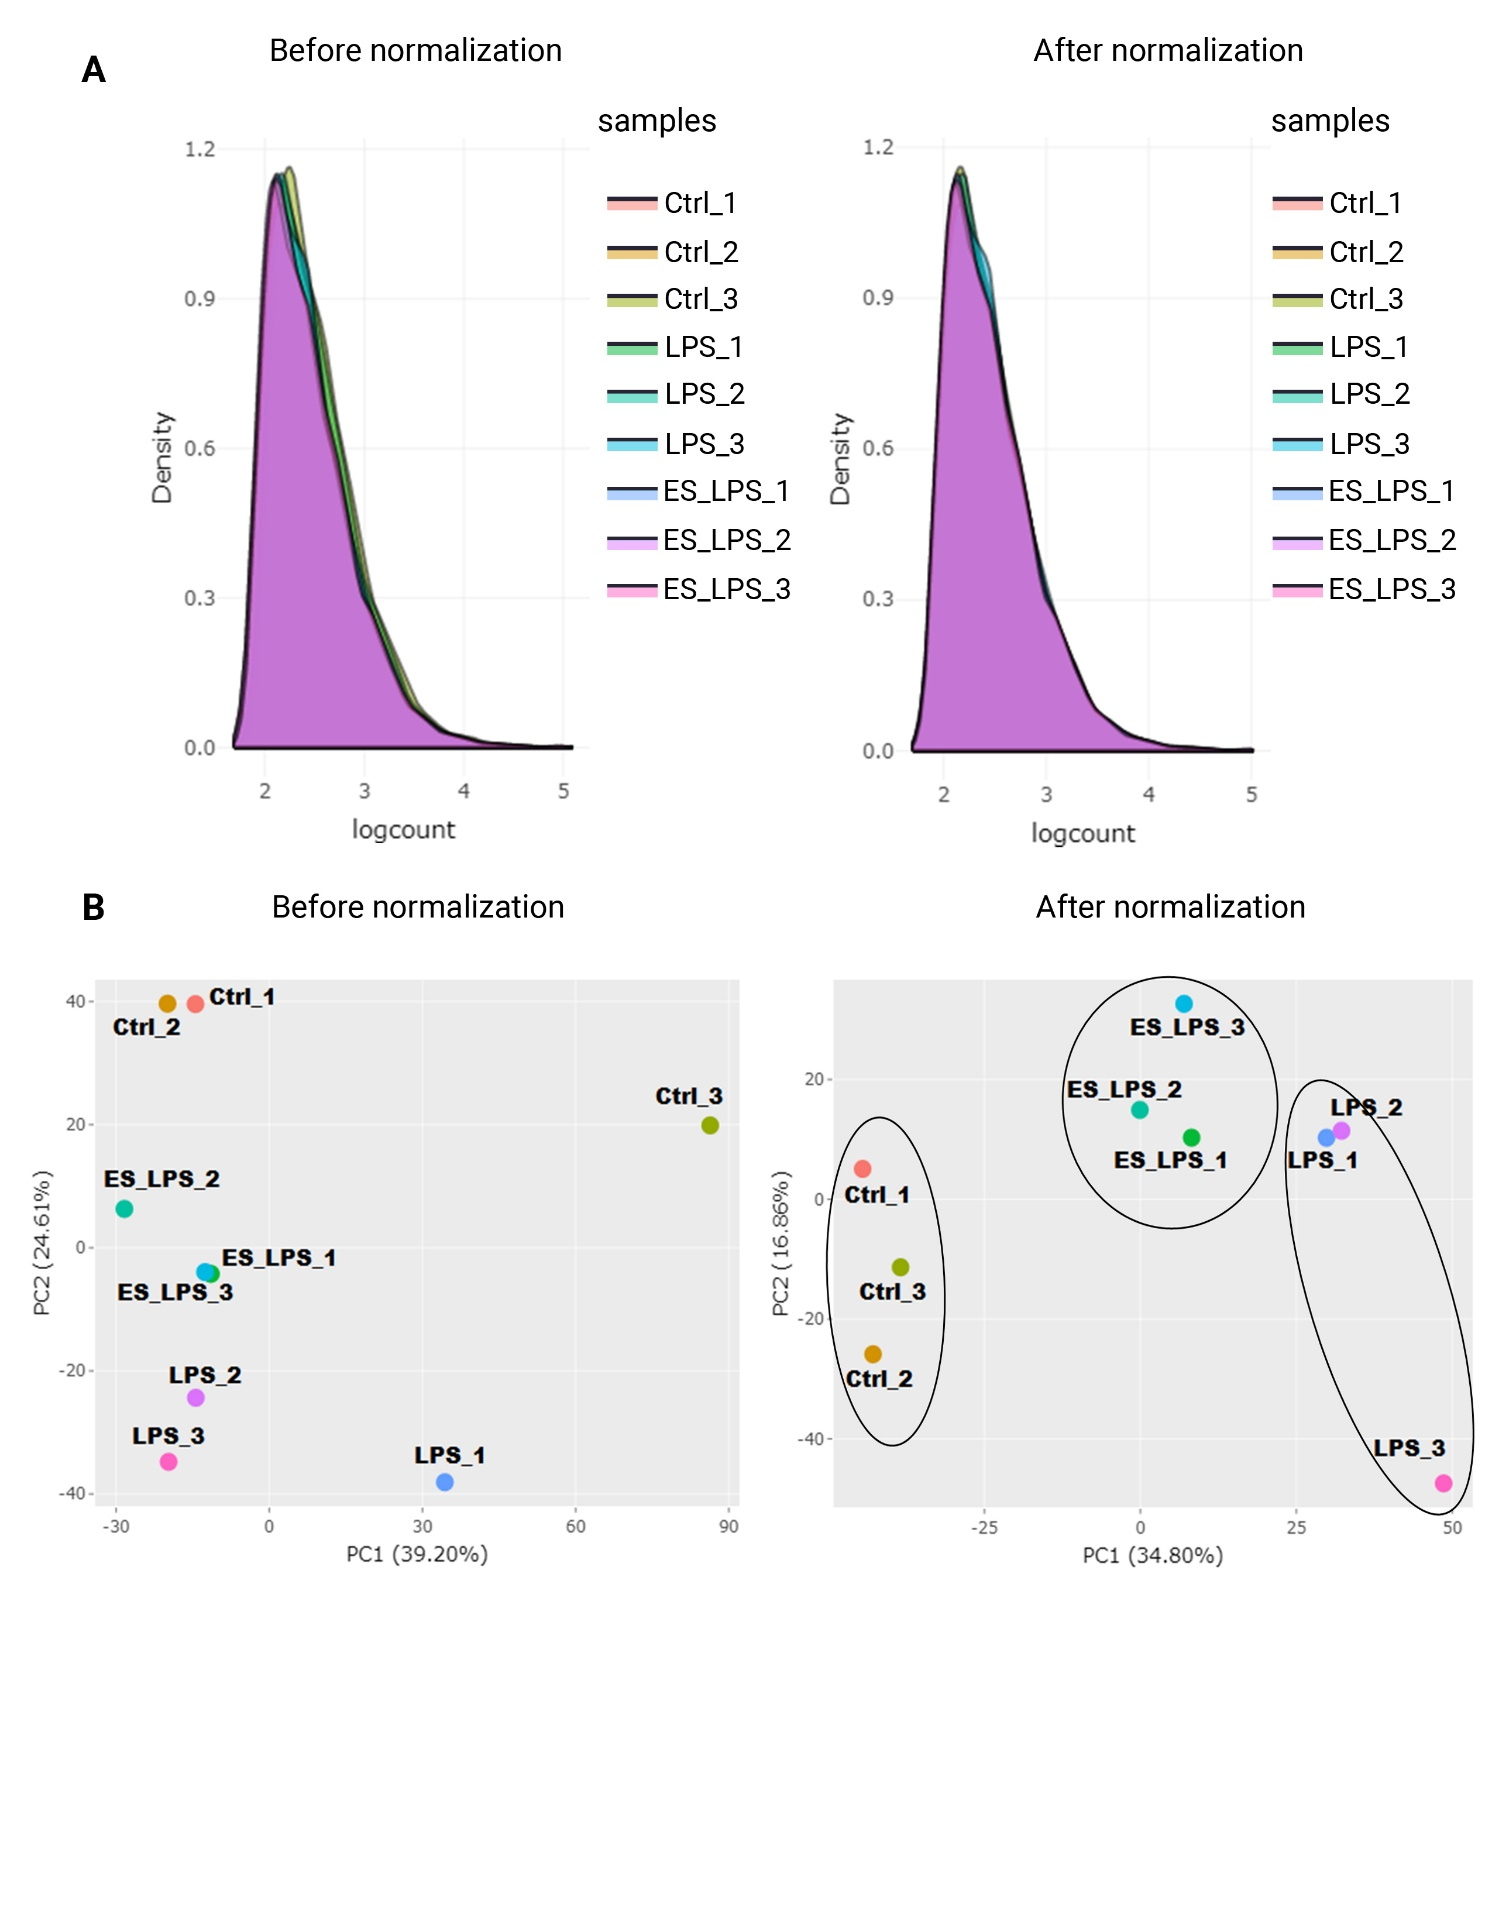 A
Before normalization
samples
1.2
0.9
0.6
0.3
0.0
Density
2 3 4 5
logcount
Ctrl_1
Ctrl_2
Ctrl_3
LPS_1
LPS_2
LPS_3
ES_LPS_1
ES_LPS_2
ES_LPS_3
After normalization
samples
1.2
0.9
0.6
0.3
0.0
Density
2 3 4 5
logcount
Ctrl_1
Ctrl_2
Ctrl_3
LPS_1
LPS_2
LPS_3
ES_LPS_1
ES_LPS_2
ES_LPS_3
B
Before normalization
40
20
0
-20
-40
PC2 (24.61%)
Ctrl_1
Ctrl_2
Ctrl_3
ES_LPS_2
ES_LPS_1
ES_LPS_3
LPS_2
LPS_3
LPS_1
-30 0 30 60 90
PC1 (39.20%)
After normalization
20
0
-20
-40
PC2 (16.86%)
ES_LPS_3
ES_LPS_2
LPS_2
ES_LPS_1
LPS_1
Ctrl_1
Ctrl_3
Ctrl_2
LPS_3
-25 0 25 50
PC1 (34.80%)